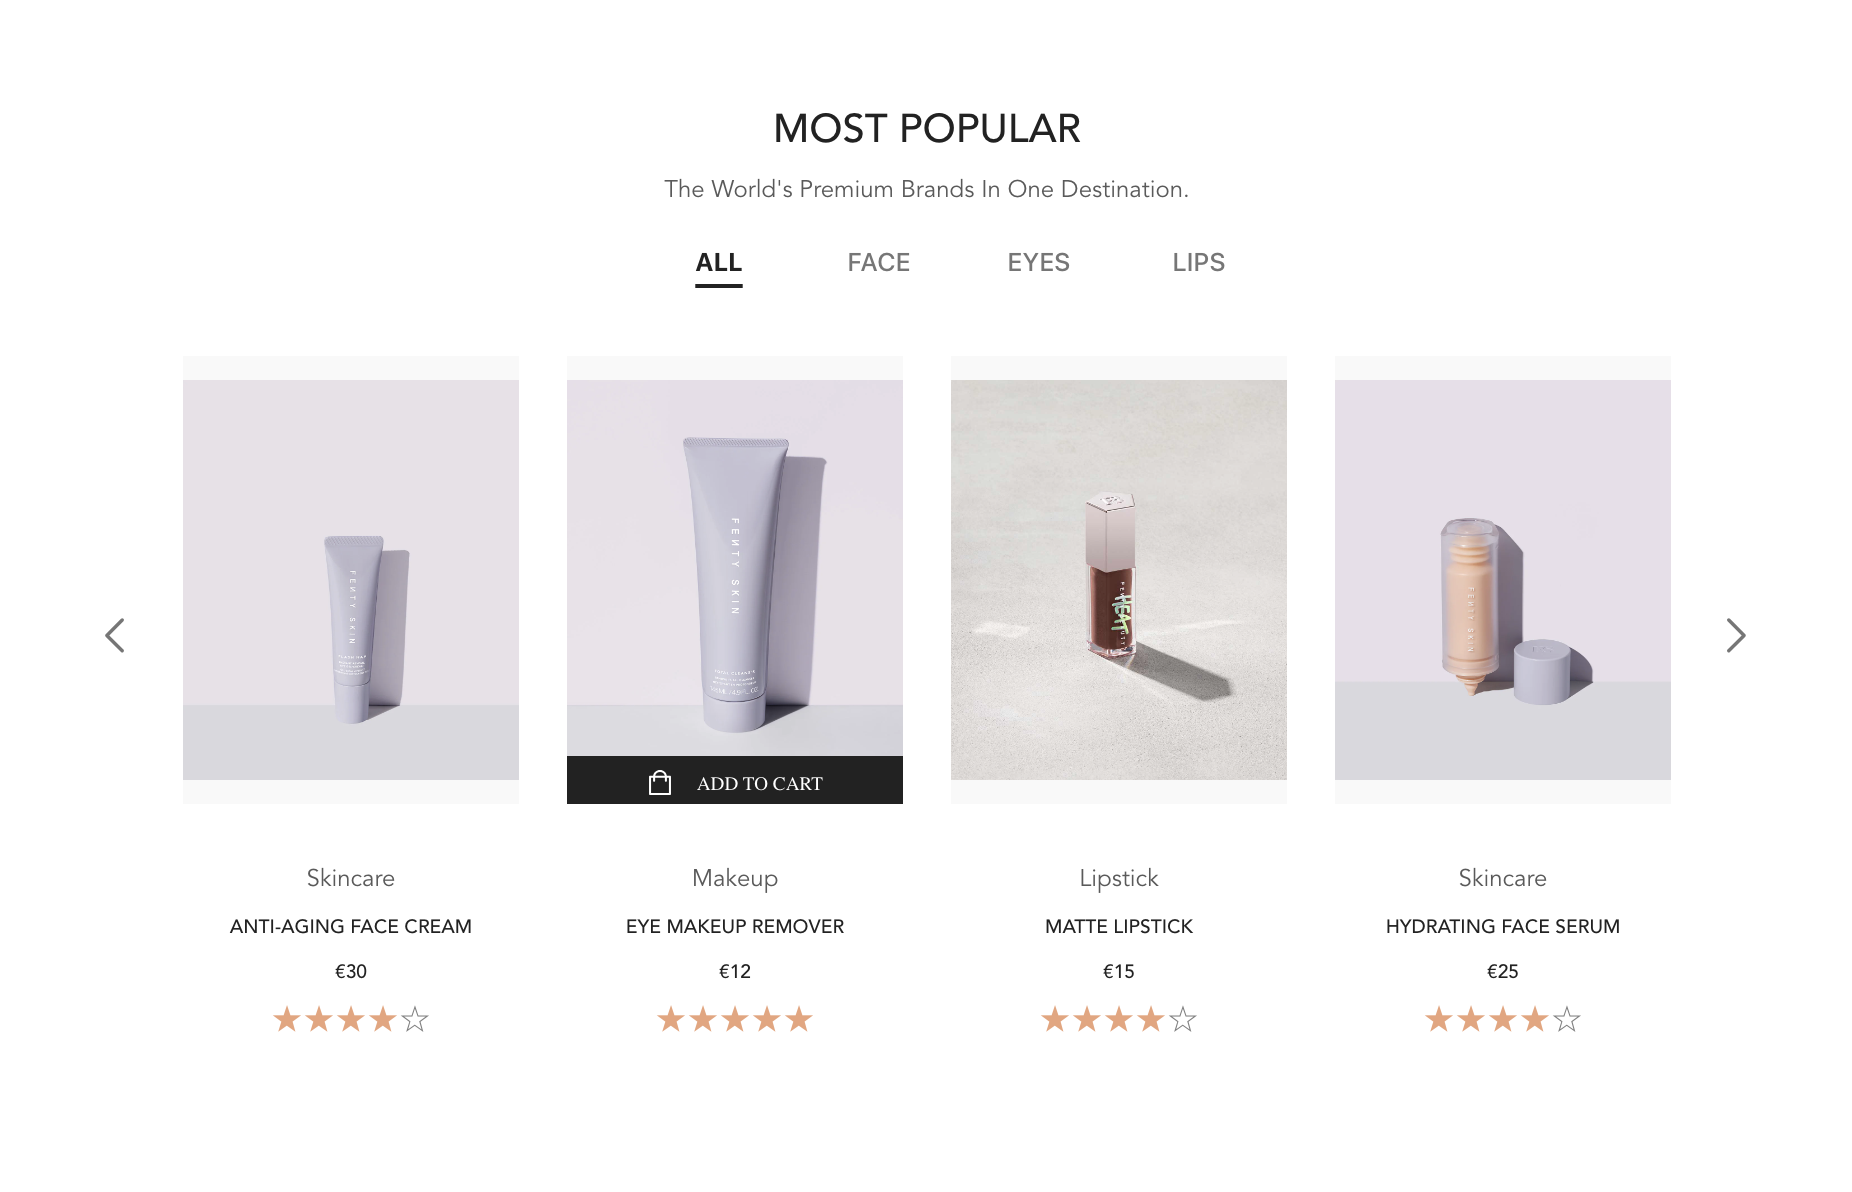 MOST POPULAR
The World's Premium Brands In One Destination.
ALL FACE EYES LIPS
FENTY SKIN
FENTY SKIN
HEAT
FENTY SKIN
ADD TO CART
Skincare Makeup Lipstick Skincare
ANTI-AGING FACE CREAM EYE MAKEUP REMOVER MATTE LIPSTICK HYDRATING FACE SERUM
€30 €12 €15 €25